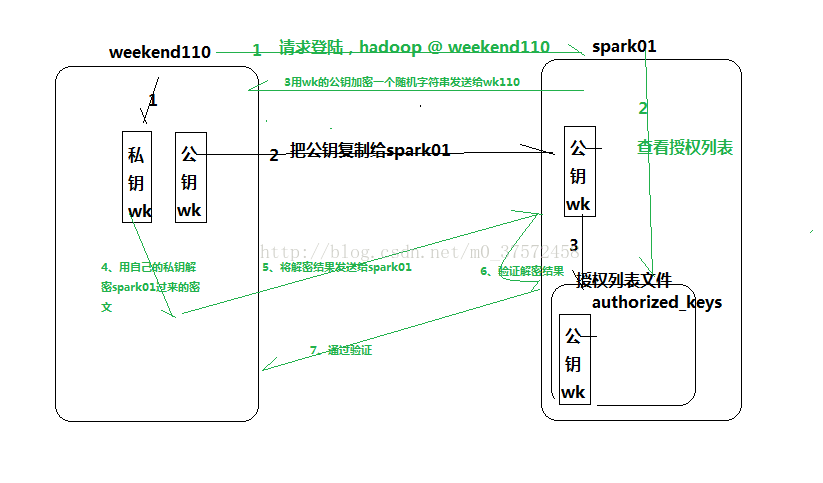 weekend110
1 请求登陆，hadoop @ weekend110
spark01
3用wk的公钥加密一个随机字符串发送给wk110
1
2
私钥wk
公钥wk
2 把公钥复制给spark01
公钥wk
查看授权列表
http://blog.csdn.net/m0_37572458
3
4、用自己的私钥解
密spark01过来的密
文
5、将解密结果发送给spark01
6、验证解密结果
授权列表文件
authorized_keys
7、通过验证
公钥wk